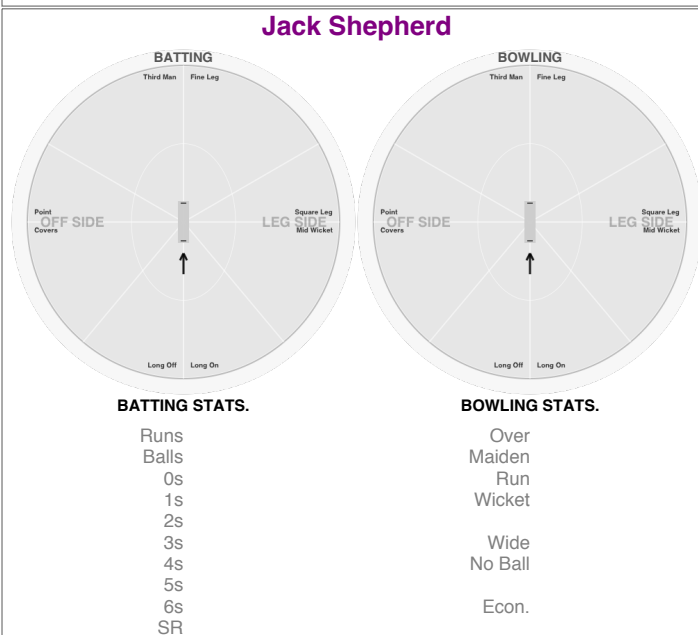 Jack Shepherd
BATTING
Third Man Fine Leg
Point Square Leg
OFF SIDE LEG SIDE
Covers Mid Wicket
Long Off Long On
BATTING STATS.
Runs
Balls
0s
1s
2s
3s
4s
5s
6s
SR
BOWLING
Third Man Fine Leg
Point Square Leg
OFF SIDE LEG SIDE
Covers Mid Wicket
Long Off Long On
BOWLING STATS.
Over
Maiden
Run
Wicket
Wide
No Ball
Econ.